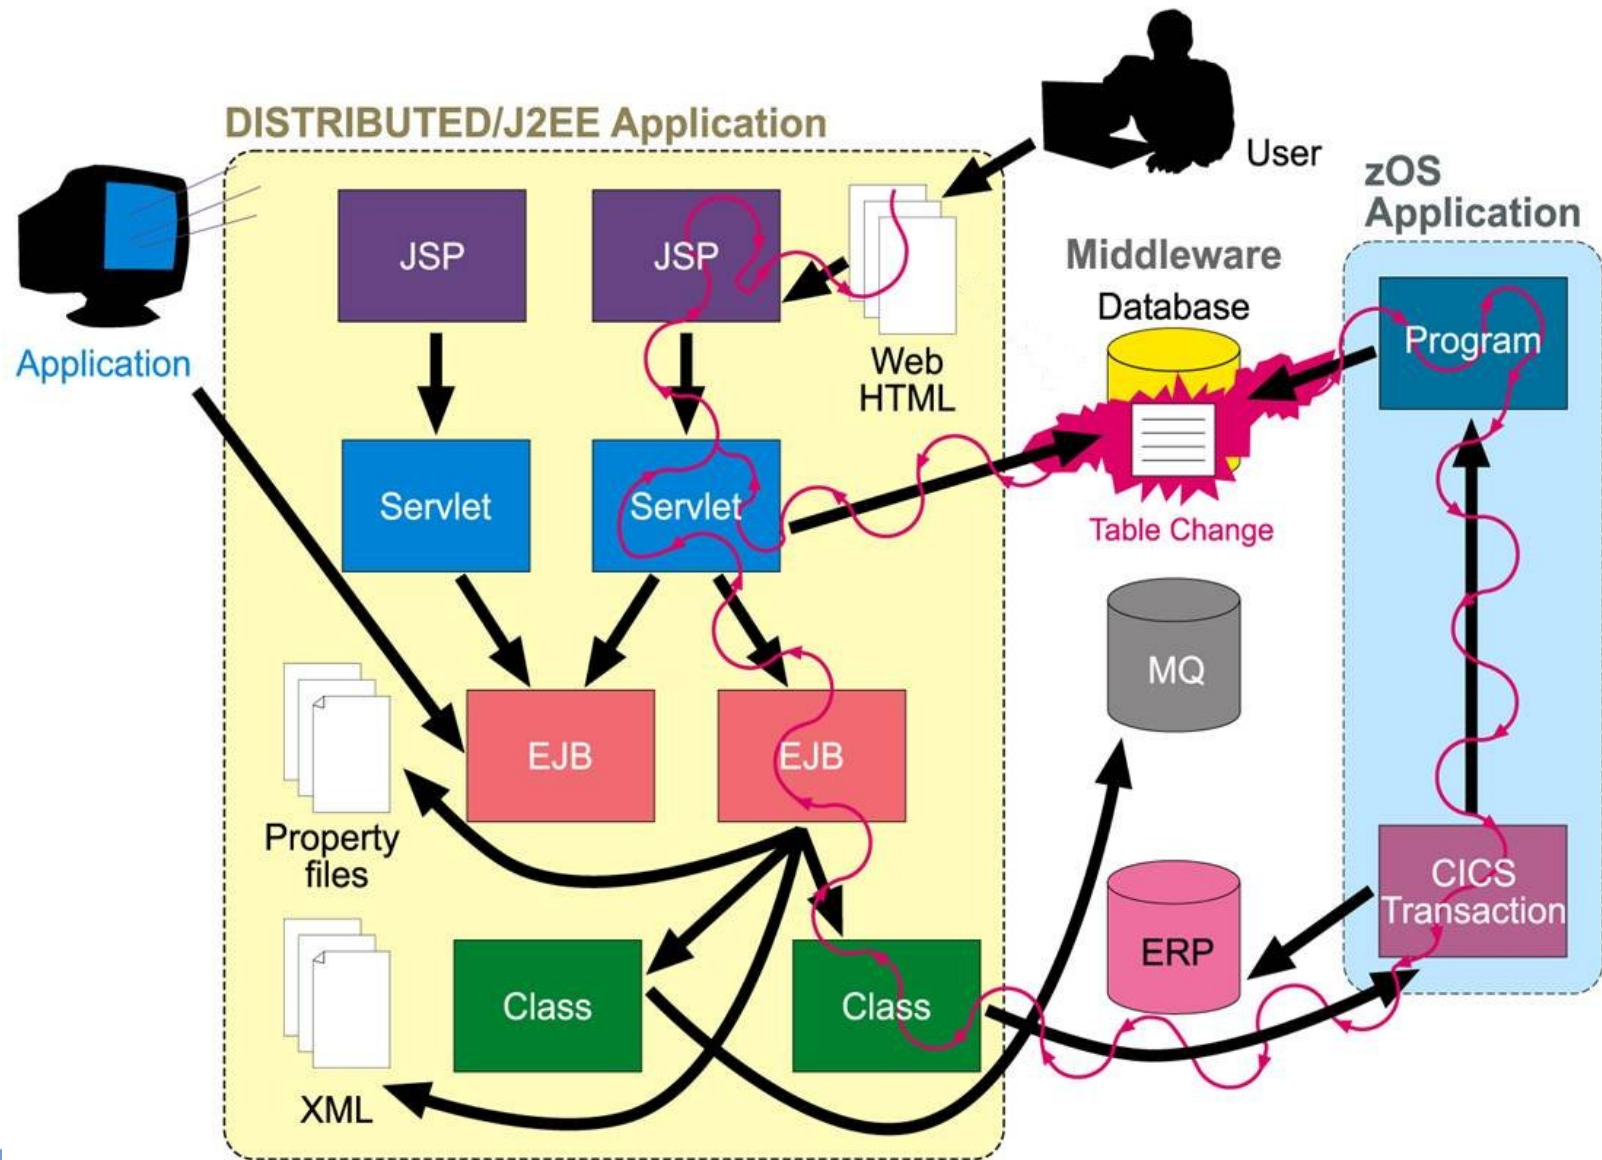 DISTRIBUTED/J2EE Application
User
zOS
Application
Application
JSP
JSP
Web
HTML
Middleware
Database
Program
Servlet
Servlet
Table Change
MQ
Property
files
EJB
EJB
CICS
Transaction
ERP
XML
Class
Class